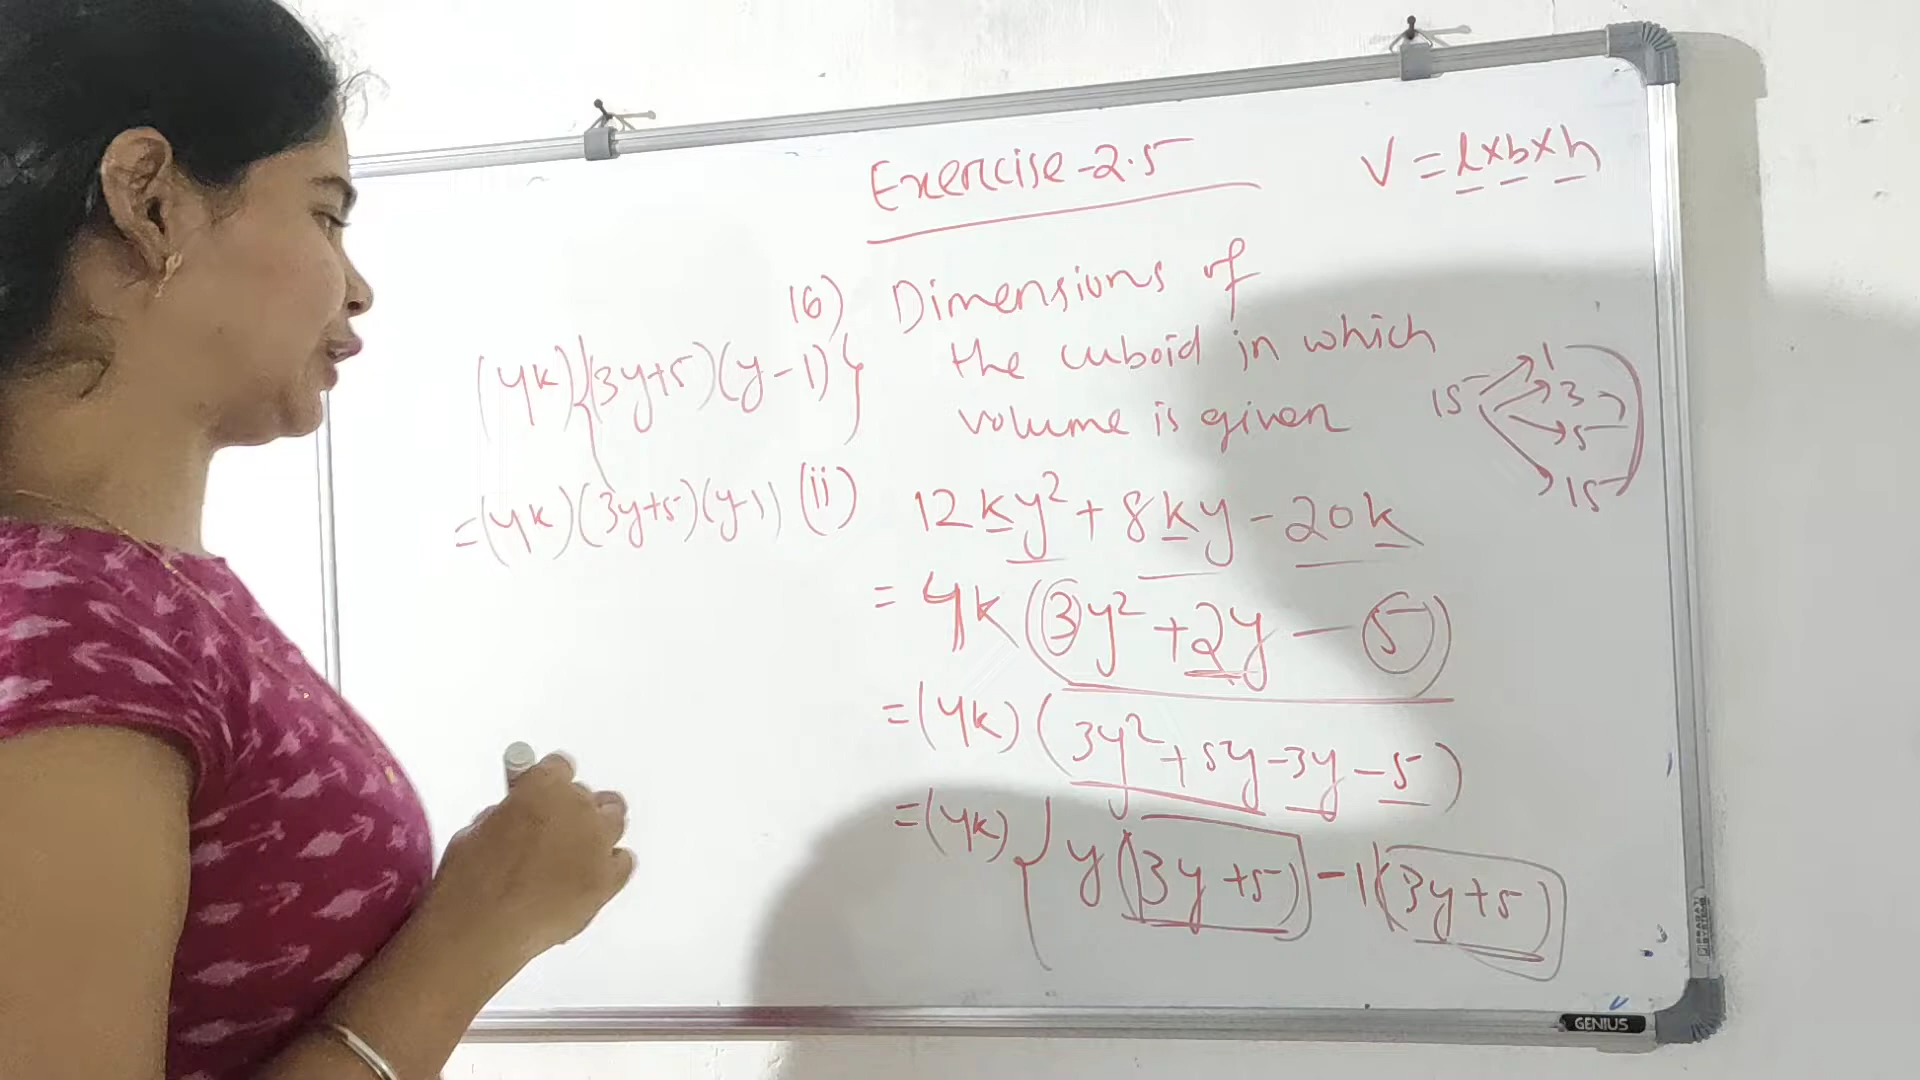 Exercise-2.5
V = l×b×h
16) Dimensions of
the cuboid in which
volume is given
15 1
3
5
15
(ii) 12ky² + 8ky - 20k
= 4k (3y² + 2y - 5)
= (4k) (3y² + 5y - 3y - 5)
= (4k) { y (3y + 5) - 1 (3y + 5)
(4k) {(3y+5)(y-1)}
= (4k)(3y+5)(y-1)
GENIUS